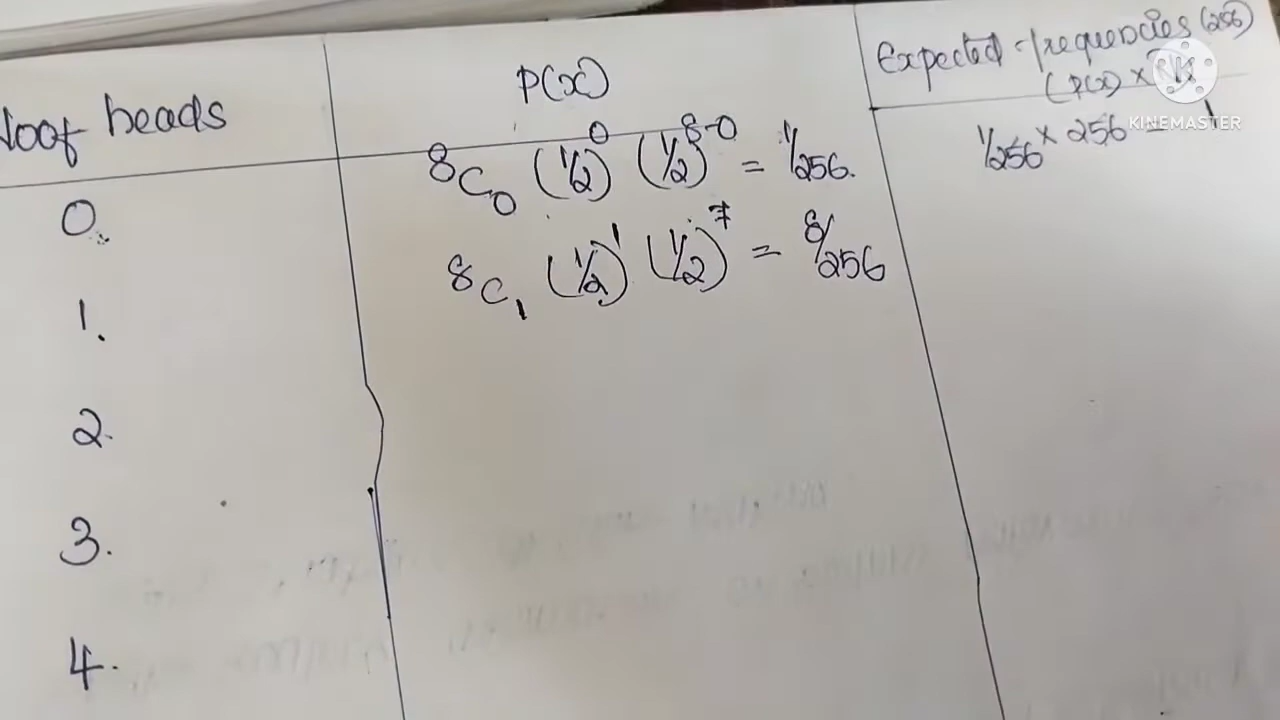 No of heads
P(x)
Expected frequencies (256)
(P(x) ×
KINEMASTER
0.
8C0 (1/2)^0 (1/2)^8-0 = 1/256.
1/256 × 256 = 1
1.
8C1 (1/2)^1 (1/2)^7 = 8/256
2.
3.
4.